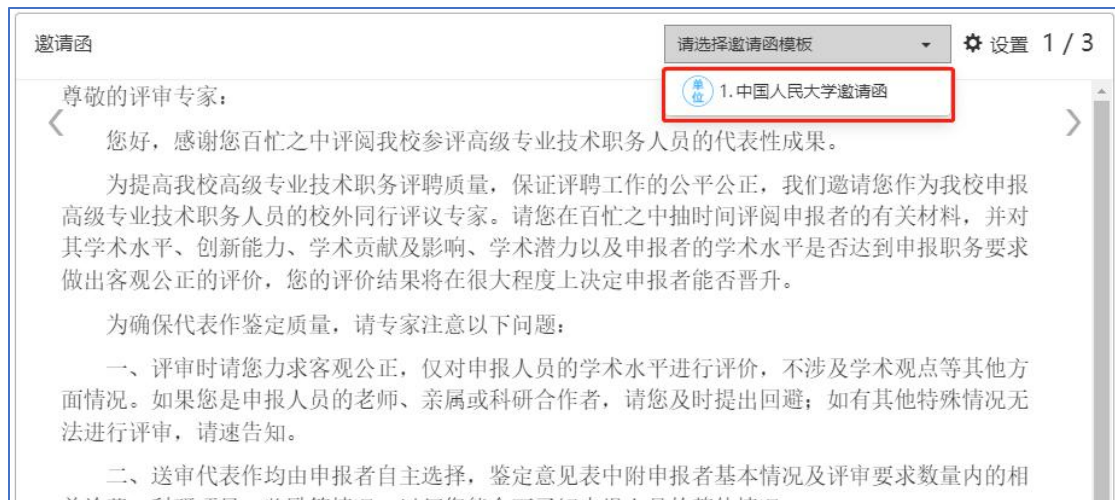 邀请函
请选择邀请函模板
设置 1 / 3
单位 1.中国人民大学邀请函
尊敬的评审专家：
您好，感谢您百忙之中评阅我校参评高级专业技术职务人员的代表性成果。
为提高我校高级专业技术职务评聘质量，保证评聘工作的公平公正，我们邀请您作为我校申报
高级专业技术职务人员的校外同行评议专家。请您在百忙之中抽时间评阅申报者的有关材料，并对
其学术水平、创新能力、学术贡献及影响、学术潜力以及申报者的学术水平是否达到申报职务要求
做出客观公正的评价，您的评价结果将在很大程度上决定申报者能否晋升。
为确保代表作鉴定质量，请专家注意以下问题：
一、评审时请您力求客观公正，仅对申报人员的学术水平进行评价，不涉及学术观点等其他方
面情况。如果您是申报人员的老师、亲属或科研合作者，请您及时提出回避；如有其他特殊情况无
法进行评审，请速告知。
二、送审代表作均由申报者自主选择，鉴定意见表中附申报者基本情况及评审要求数量内的相